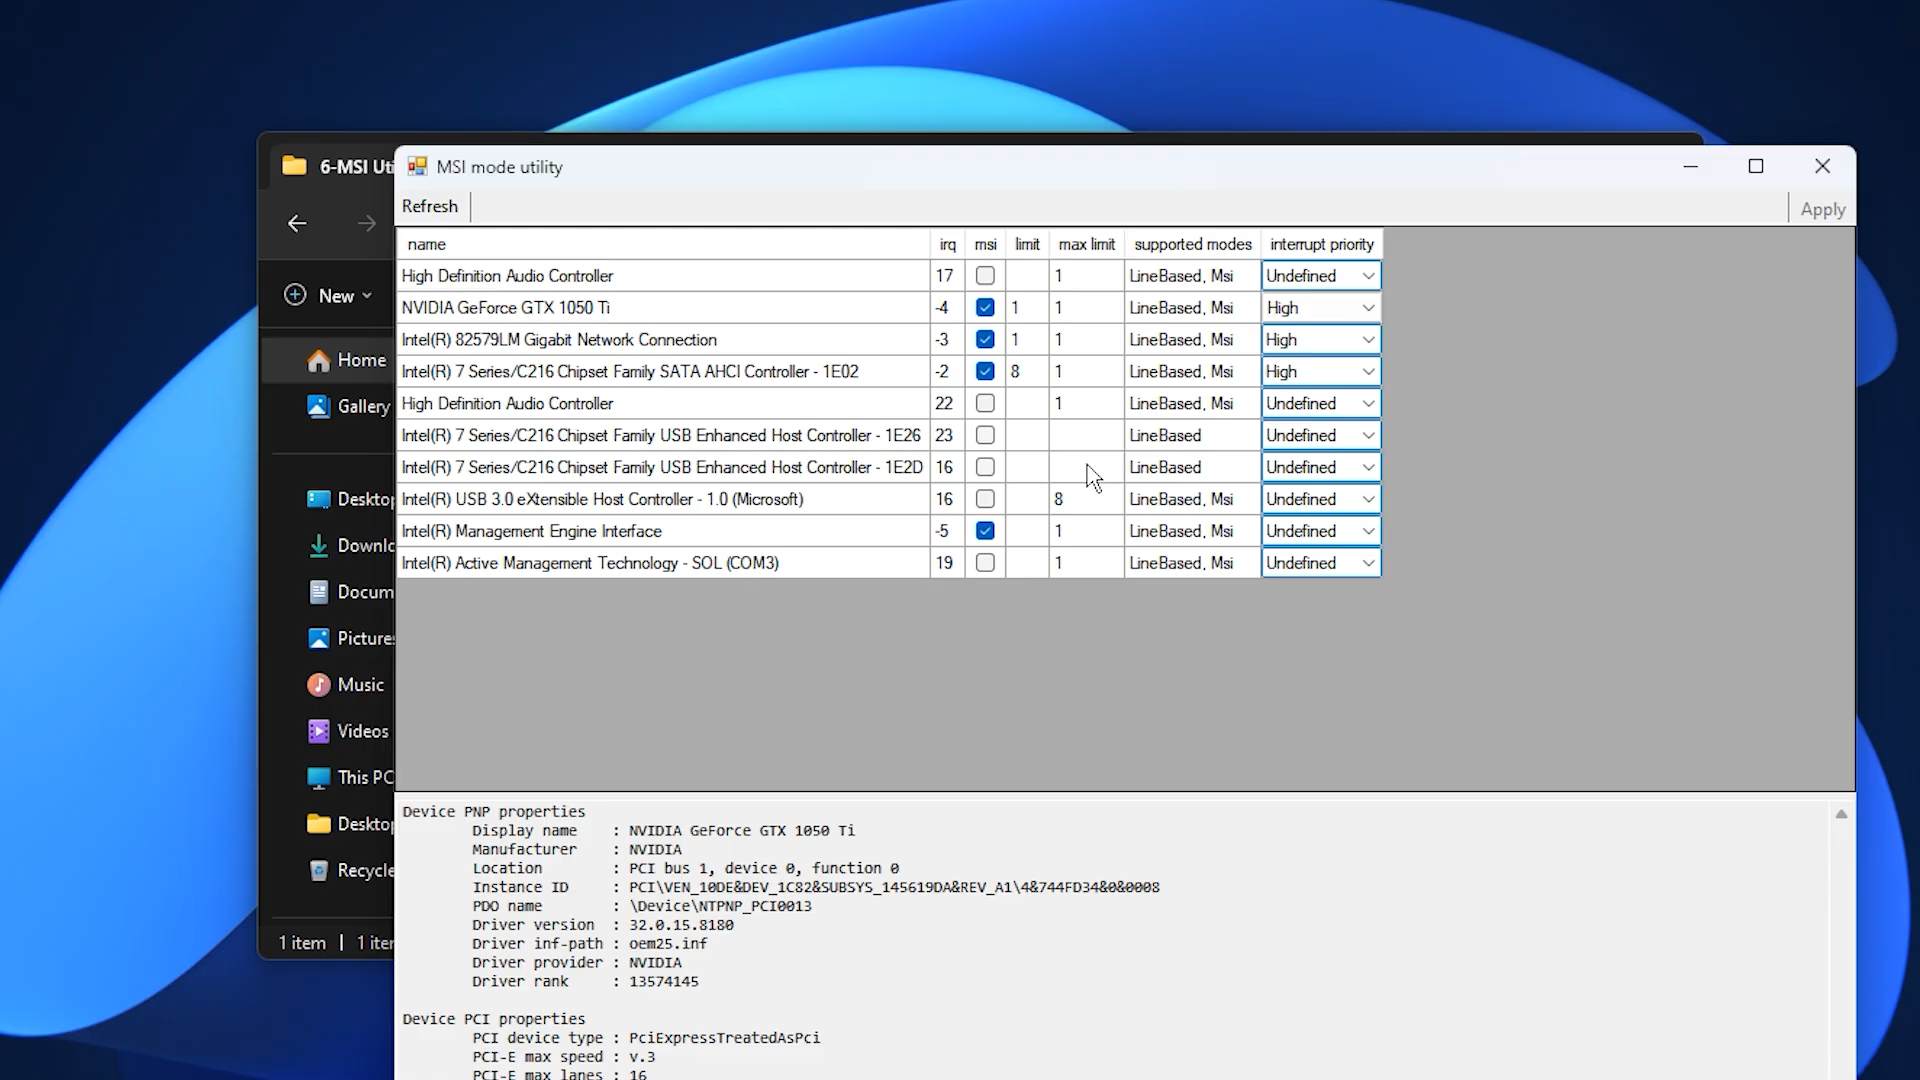 6-MSI Uti
MSI mode utility
Refresh
Apply
name irq msi limit max limit supported modes interrupt priority
High Definition Audio Controller 17 1 LineBased, Msi Undefined
NVIDIA GeForce GTX 1050 Ti -4 1 1 LineBased, Msi High
Intel(R) 82579LM Gigabit Network Connection -3 1 1 LineBased, Msi High
Intel(R) 7 Series/C216 Chipset Family SATA AHCI Controller - 1E02 -2 8 1 LineBased, Msi High
High Definition Audio Controller 22 1 LineBased, Msi Undefined
Intel(R) 7 Series/C216 Chipset Family USB Enhanced Host Controller - 1E26 23 LineBased Undefined
Intel(R) 7 Series/C216 Chipset Family USB Enhanced Host Controller - 1E2D 16 LineBased Undefined
Intel(R) USB 3.0 eXtensible Host Controller - 1.0 (Microsoft) 16 8 LineBased, Msi Undefined
Intel(R) Management Engine Interface -5 1 LineBased, Msi Undefined
Intel(R) Active Management Technology - SOL (COM3) 19 1 LineBased, Msi Undefined
New
Home
Gallery
Deskto
Downlc
Docum
Picture
Music
Videos
This PC
Deskto
Recycle
1 item | 1 iter
Device PNP properties
Display name : NVIDIA GeForce GTX 1050 Ti
Manufacturer : NVIDIA
Location : PCI bus 1, device 0, function 0
Instance ID : PCI\VEN_10DE&DEV_1C82&SUBSYS_145619DA&REV_A1\4&744FD34&0&0008
PDO name : \Device\NTPNP_PCI0013
Driver version : 32.0.15.8180
Driver inf-path : oem25.inf
Driver provider : NVIDIA
Driver rank : 13574145
Device PCI properties
PCI device type : PciExpressTreatedAsPci
PCI-E max speed : v.3
PCI-E max lanes : 16